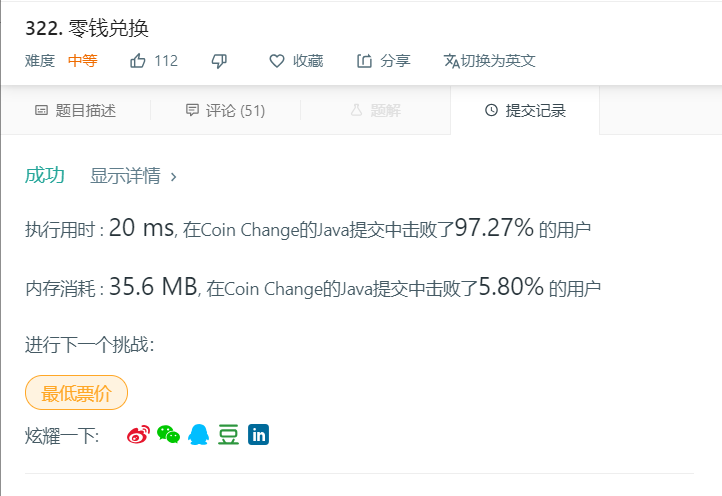 322. 零钱兑换
难度 中等 112 收藏 分享 切换为英文
题目描述 评论 (51) 题解 提交记录
成功 显示详情 >
执行用时 : 20 ms, 在Coin Change的Java提交中击败了97.27% 的用户
内存消耗 : 35.6 MB, 在Coin Change的Java提交中击败了5.80% 的用户
进行下一个挑战：
最低票价
炫耀一下: 豆 in